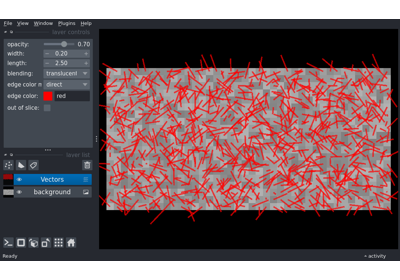 File View Window Plugins Help
layer controls
opacity: 0.70
width: 0.20
length: 2.50
blending: translucent
edge color m direct
edge color: red
out of slice:
layer list
Vectors
background
Ready
activity